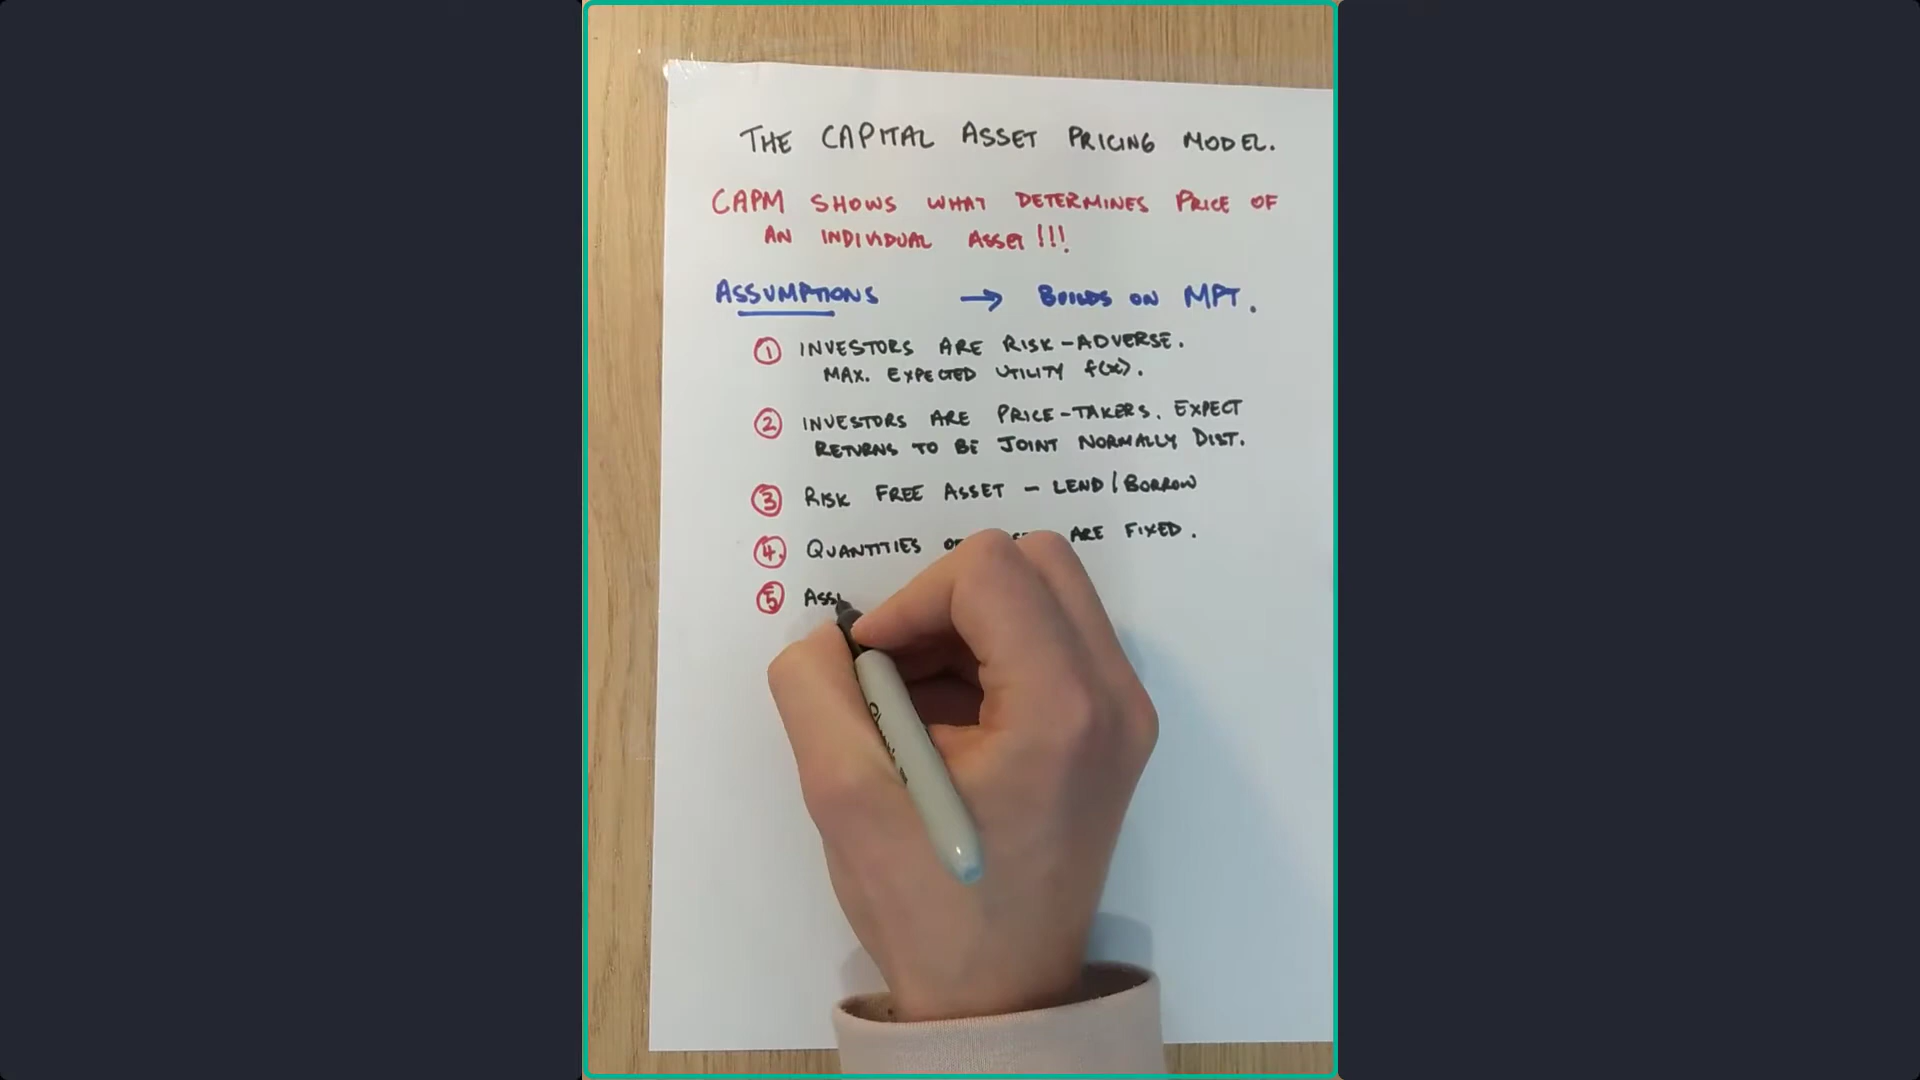 THE CAPITAL ASSET PRICING MODEL.
CAPM SHOWS WHAT DETERMINES PRICE OF
AN INDIVIDUAL ASSET!!!
ASSUMPTIONS → BUILDS ON MPT.
① INVESTORS ARE RISK-ADVERSE.
MAX. EXPECTED UTILITY f(x).
② INVESTORS ARE PRICE-TAKERS. EXPECT
RETURNS TO BE JOINT NORMALLY DIST.
③ RISK FREE ASSET - LEND/BORROW
④ QUANTITIES ARE FIXED.
⑤ ASS